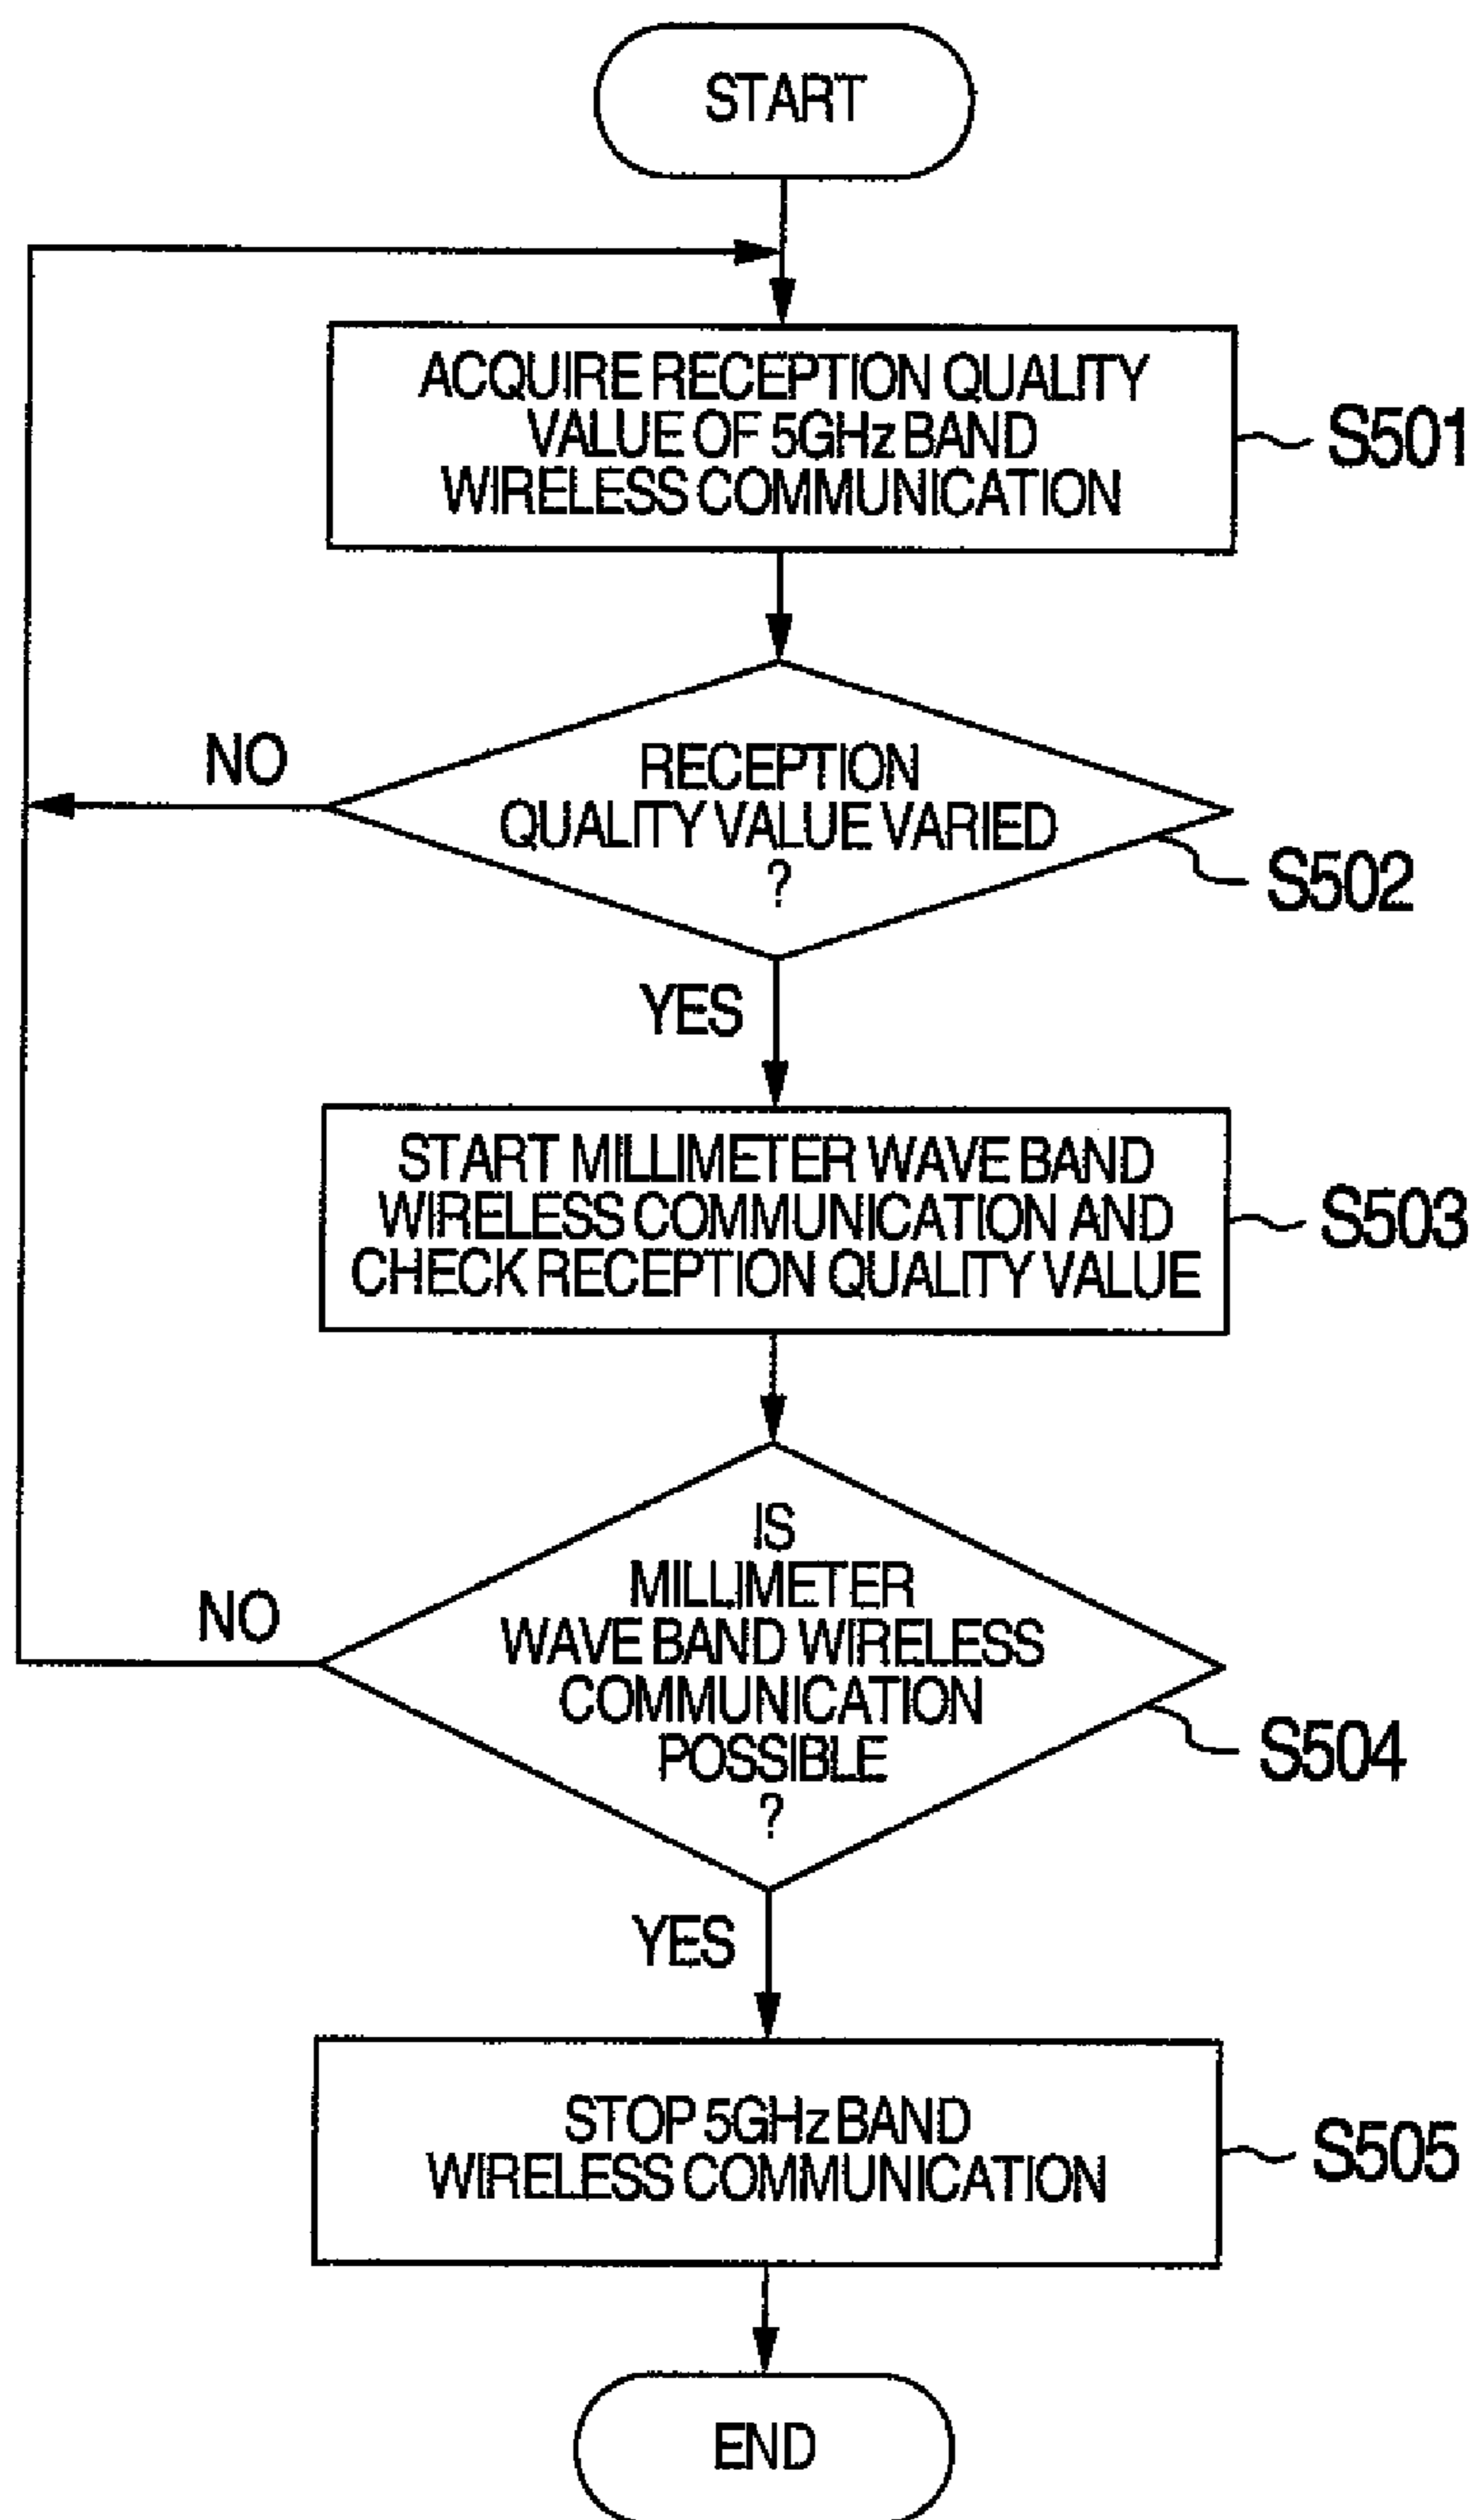 START
ACQUIRE RECEPTION QUALITY
VALUE OF 5GHz BAND
WIRELESS COMMUNICATION
S501
RECEPTION
QUALITY VALUE VARIED
?
NO
S502
YES
START MILLIMETER WAVE BAND
WIRELESS COMMUNICATION AND
CHECK RECEPTION QUALITY VALUE
S503
IS
MILLIMETER
WAVE BAND WIRELESS
COMMUNICATION
POSSIBLE
?
NO
S504
YES
STOP 5GHz BAND
WIRELESS COMMUNICATION
S505
END